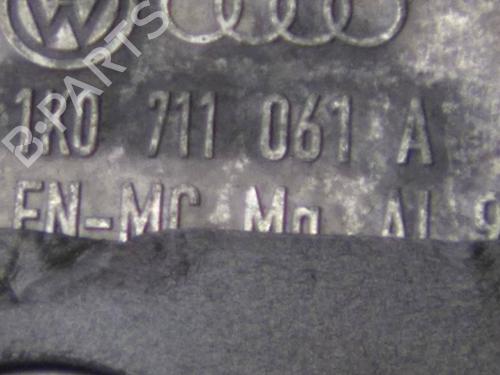 B-PARTS
1K0 711 061 A
EN-MC Mg Al 9